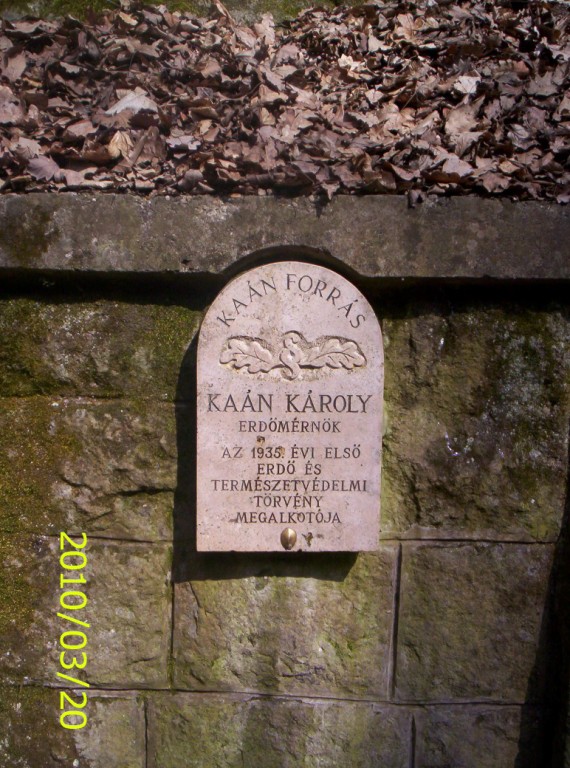 KAÁN FORRÁS
KAÁN KÁROLY
ERDŐMÉRNÖK
AZ 1935. ÉVI ELSŐ
ERDŐ ÉS
TERMÉSZETVÉDELMI
TÖRVÉNY
MEGALKOTÓJA
2010/03/20